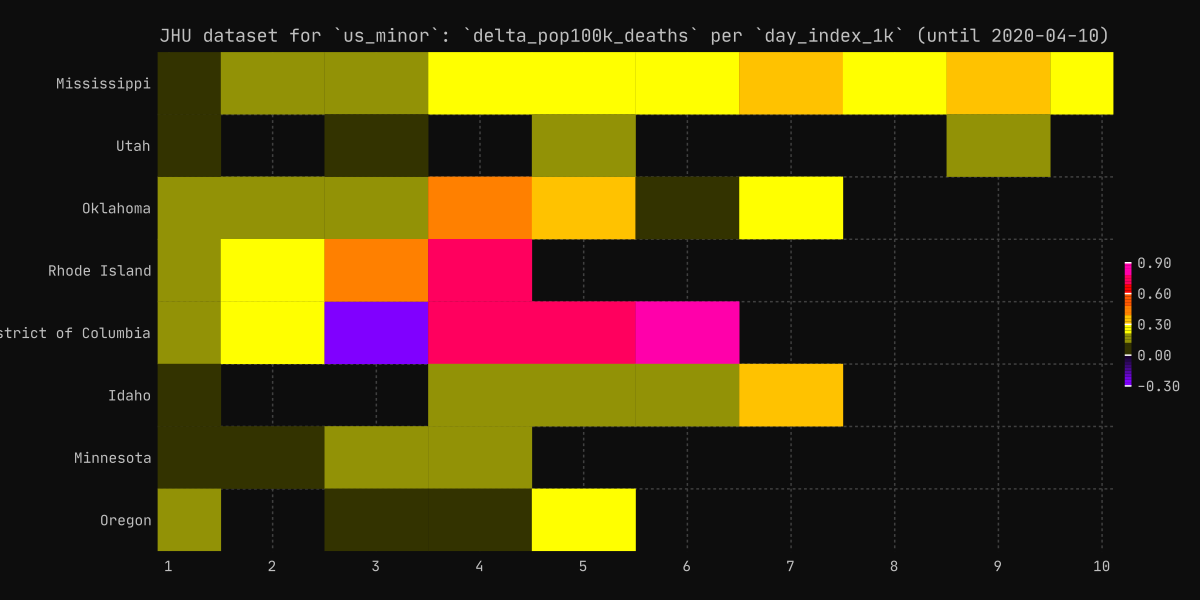 JHU dataset for `us_minor`: `delta_pop100k_deaths` per `day_index_1k` (until 2020-04-10)
Mississippi
Utah
Oklahoma
Rhode Island
strict of Columbia
Idaho
Minnesota
Oregon
1 2 3 4 5 6 7 8 9 10
0.90
0.60
0.30
0.00
-0.30